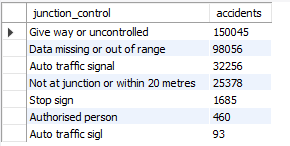 junction_control accidents
Give way or uncontrolled 150045
Data missing or out of range 98056
Auto traffic signal 32256
Not at junction or within 20 metres 25378
Stop sign 1685
Authorised person 460
Auto traffic sigl 93